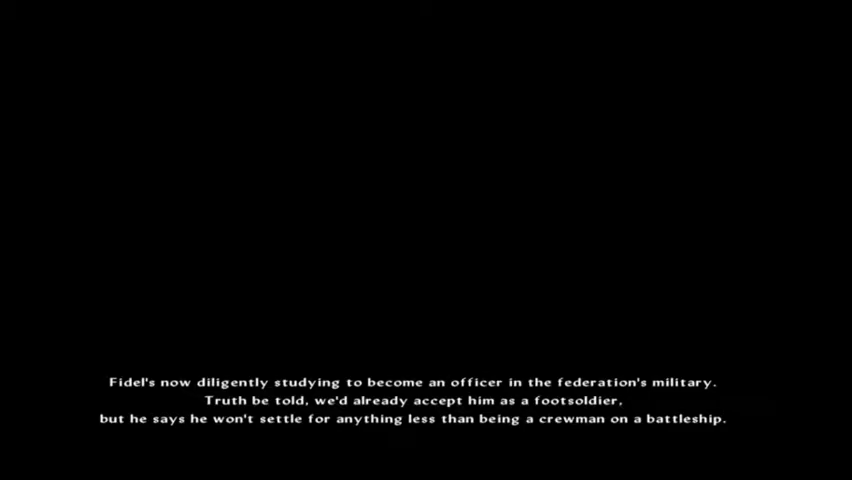 Fidel's now diligently studying to become an officer in the federation's military.
Truth be told, we'd already accept him as a footsoldier,
but he says he won't settle for anything less than being a crewman on a battleship.